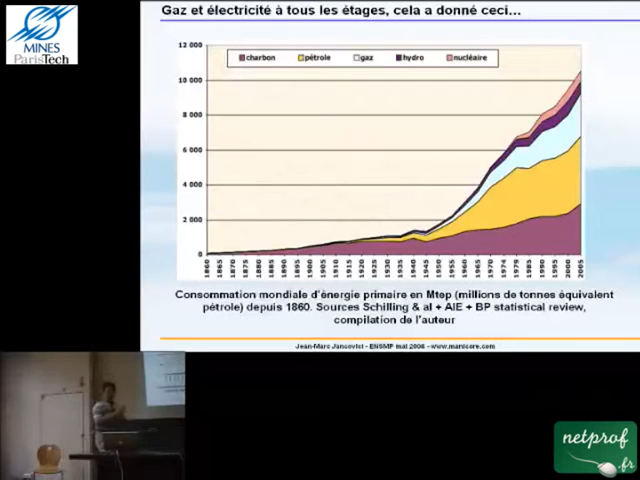 Gaz et électricité à tous les étages, cela a donné ceci...
MINES
ParisTech
charbon pétrole gaz hydro nucléaire
12 000
10 000
8 000
6 000
4 000
2 000
0
1860 1865 1870 1875 1880 1885 1890 1895 1900 1905 1910 1915 1920 1925 1930 1935 1940 1945 1950 1955 1960 1965 1970 1974 1979 1985 1990 1995 2000 2005
Consommation mondiale d'énergie primaire en Mtep (millions de tonnes équivalent
pétrole) depuis 1860. Sources Schilling & al + AIE + BP statistical review,
compilation de l'auteur
Jean-Marc Jancovici - ENSMP mai 2006 - www.manicore.com
netprof
.fr